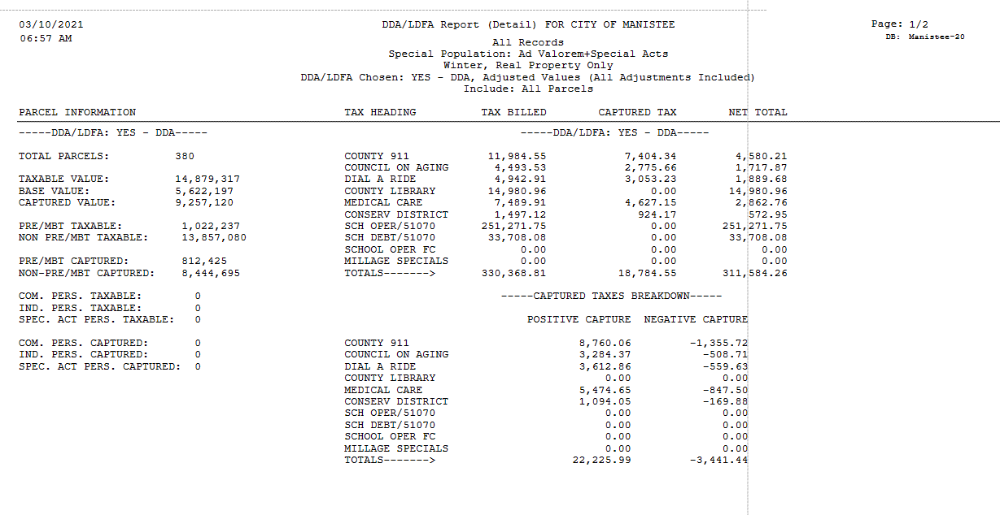 03/10/2021 DDA/LDFA Report (Detail) FOR CITY OF MANISTEE Page: 1/2
06:57 AM DB: Manistee-20
All Records
Special Population: Ad Valorem+Special Acts
Winter, Real Property Only
DDA/LDFA Chosen: YES - DDA, Adjusted Values (All Adjustments Included)
Include: All Parcels
PARCEL INFORMATION TAX HEADING TAX BILLED CAPTURED TAX NET TOTAL
-----DDA/LDFA: YES - DDA----- -----DDA/LDFA: YES - DDA-----
TOTAL PARCELS: 380 COUNTY 911 11,984.55 7,404.34 4,580.21
COUNCIL ON AGING 4,493.53 2,775.66 1,717.87
TAXABLE VALUE: 14,879,317 DIAL A RIDE 4,942.91 3,053.23 1,889.68
BASE VALUE: 5,622,197 COUNTY LIBRARY 14,980.96 0.00 14,980.96
CAPTURED VALUE: 9,257,120 MEDICAL CARE 7,489.91 4,627.15 2,862.76
CONSERV DISTRICT 1,497.12 924.17 572.95
PRE/MBT TAXABLE: 1,022,237 SCH OPER/51070 251,271.75 0.00 251,271.75
NON PRE/MBT TAXABLE: 13,857,080 SCH DEBT/51070 33,708.08 0.00 33,708.08
SCHOOL OPER FC 0.00 0.00 0.00
PRE/MBT CAPTURED: 812,425 MILLAGE SPECIALS 0.00 0.00 0.00
NON-PRE/MBT CAPTURED: 8,444,695 TOTALS-------> 330,368.81 18,784.55 311,584.26
COM. PERS. TAXABLE: 0 -----CAPTURED TAXES BREAKDOWN-----
IND. PERS. TAXABLE: 0
SPEC. ACT PERS. TAXABLE: 0 POSITIVE CAPTURE NEGATIVE CAPTURE
COM. PERS. CAPTURED: 0 COUNTY 911 8,760.06 -1,355.72
IND. PERS. CAPTURED: 0 COUNCIL ON AGING 3,284.37 -508.71
SPEC. ACT PERS. CAPTURED: 0 DIAL A RIDE 3,612.86 -559.63
COUNTY LIBRARY 0.00 0.00
MEDICAL CARE 5,474.65 -847.50
CONSERV DISTRICT 1,094.05 -169.88
SCH OPER/51070 0.00 0.00
SCH DEBT/51070 0.00 0.00
SCHOOL OPER FC 0.00 0.00
MILLAGE SPECIALS 0.00 0.00
TOTALS-------> 22,225.99 -3,441.44